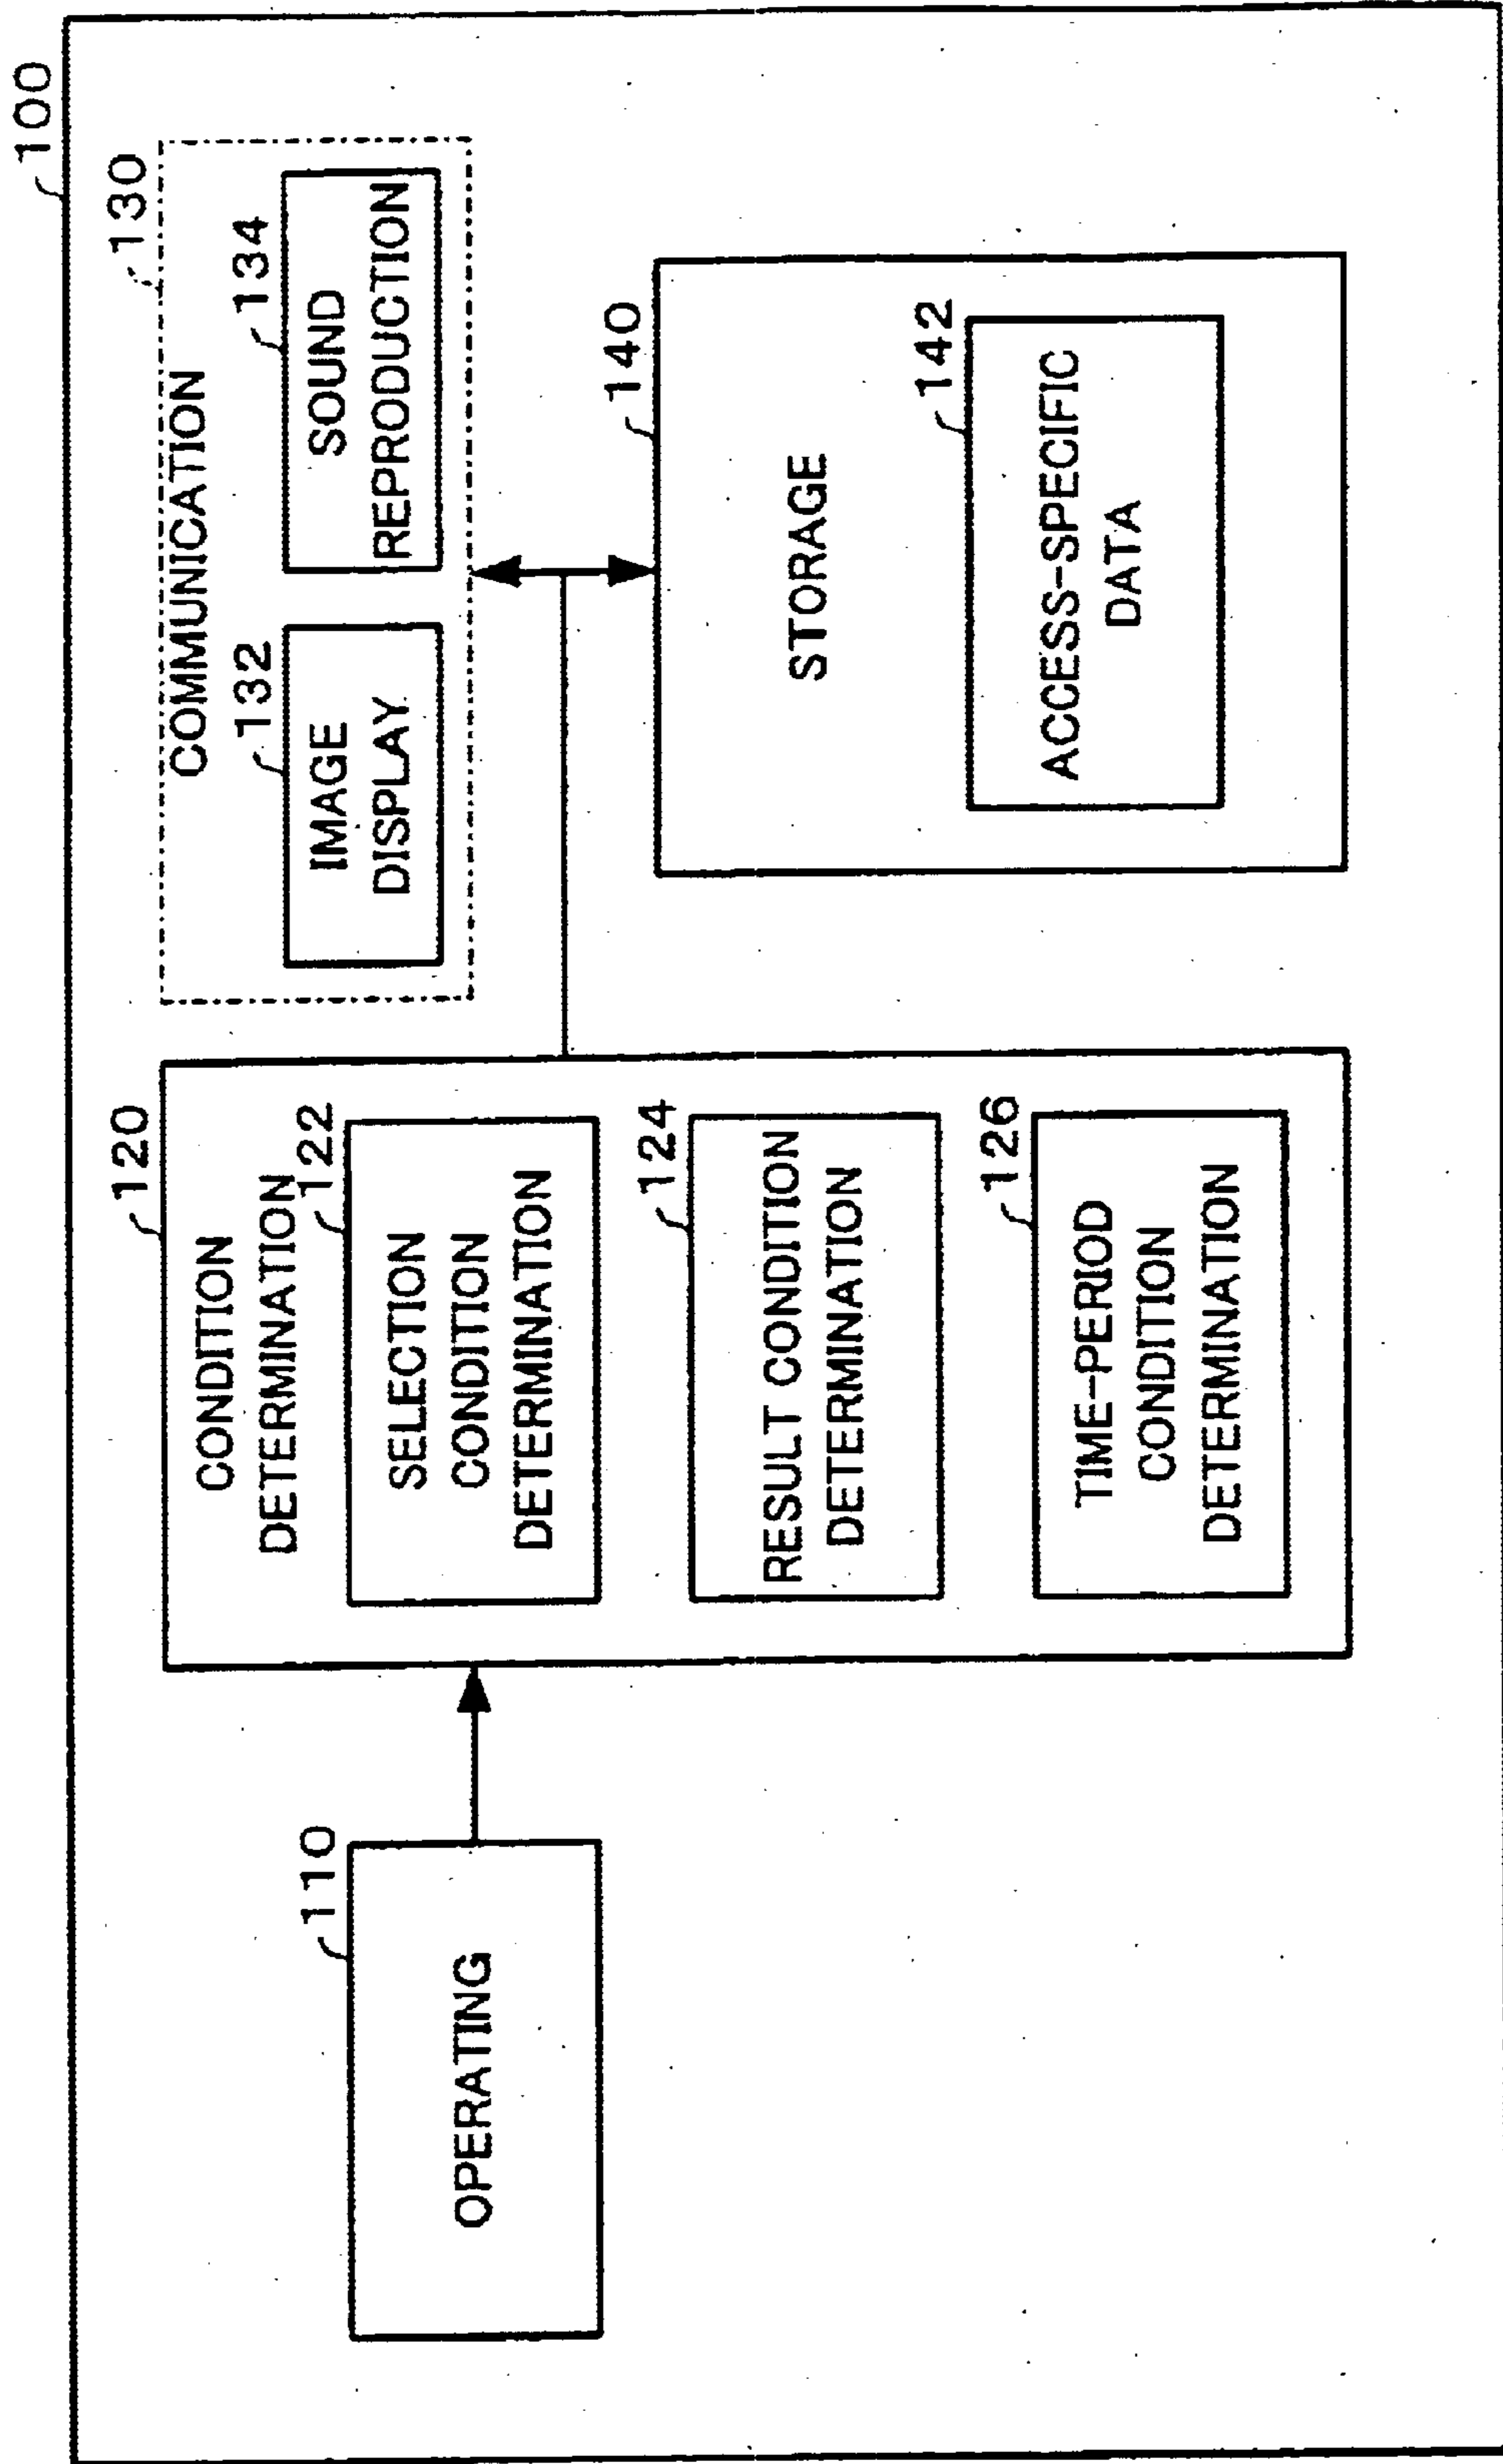 100
110
OPERATING
120
CONDITION
DETERMINATION
122
SELECTION
CONDITION
DETERMINATION
124
RESULT CONDITION
DETERMINATION
126
TIME-PERIOD
CONDITION
DETERMINATION
130
COMMUNICATION
132
IMAGE
DISPLAY
134
SOUND
REPRODUCTION
140
STORAGE
142
ACCESS-SPECIFIC
DATA